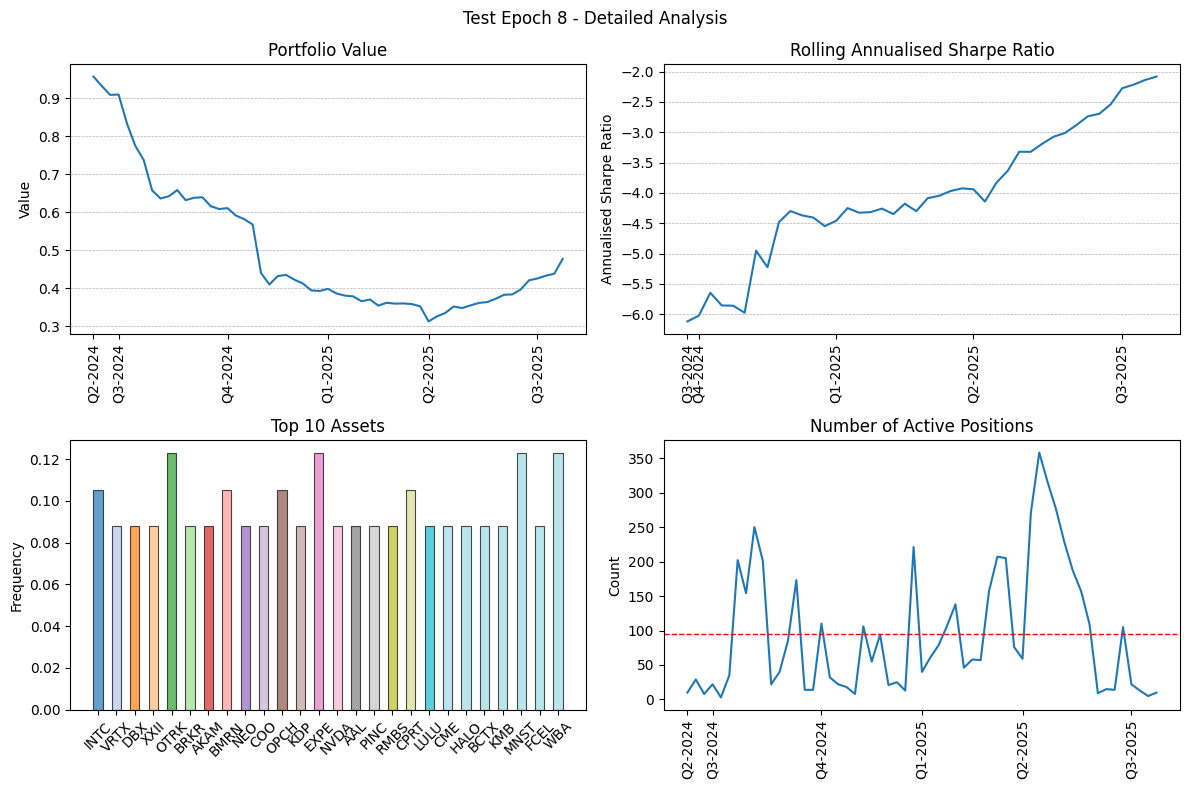 Test Epoch 8 - Detailed Analysis
Portfolio Value
Value
0.9
0.8
0.7
0.6
0.5
0.4
0.3
Q2-2024
Q3-2024
Q4-2024
Q1-2025
Q2-2025
Q3-2025
Rolling Annualised Sharpe Ratio
Annualised Sharpe Ratio
−2.0
−2.5
−3.0
−3.5
−4.0
−4.5
−5.0
−5.5
−6.0
Q3-2024
Q4-2024
Q1-2025
Q2-2025
Q3-2025
Top 10 Assets
Frequency
0.12
0.10
0.08
0.06
0.04
0.02
0.00
INTC
VRTX
DBX
XXII
OTRK
BRKR
AKAM
BMRN
NEO
COO
OPCH
KDP
EXPE
NVDA
AAL
PINC
RMBS
CPRT
LULU
CME
HALO
BCTX
KMB
MNST
FCEL
WBA
Number of Active Positions
Count
350
300
250
200
150
100
50
0
Q2-2024
Q3-2024
Q4-2024
Q1-2025
Q2-2025
Q3-2025